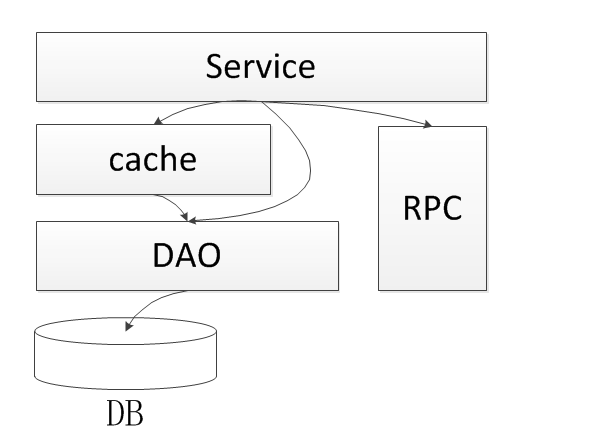 Service
cache
RPC
DAO
DB